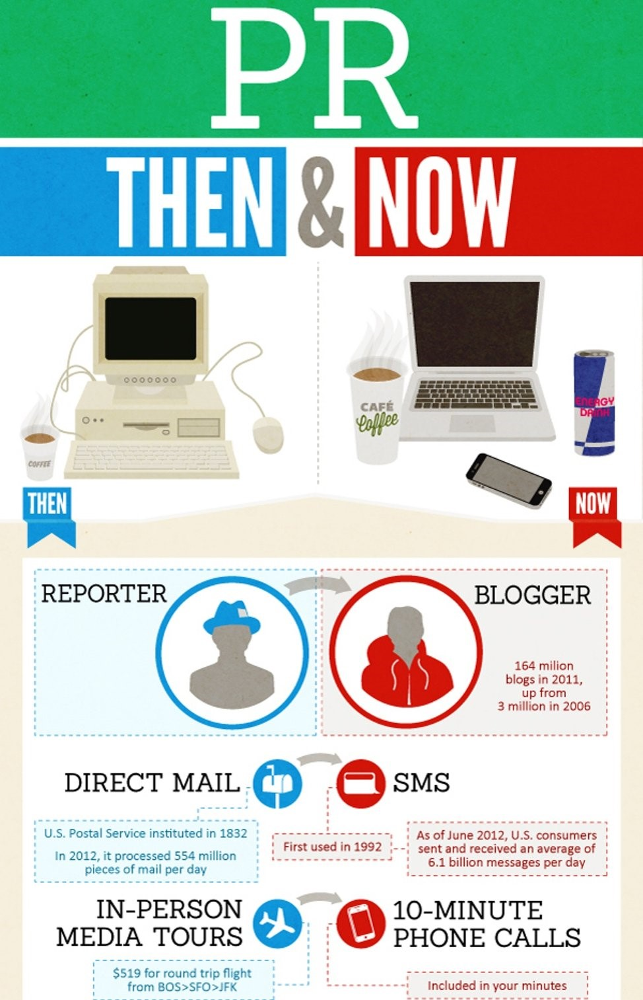 PR
THEN & NOW
COFFEE
CAFÉ
Coffee
ENERGY
DRINK
THEN
NOW
REPORTER
BLOGGER
164 milion
blogs in 2011,
up from
3 million in 2006
DIRECT MAIL
SMS
U.S. Postal Service instituted in 1832
In 2012, it processed 554 million
pieces of mail per day
First used in 1992
As of June 2012, U.S. consumers
sent and received an average of
6.1 billion messages per day
IN-PERSON
MEDIA TOURS
10-MINUTE
PHONE CALLS
$519 for round trip flight
from BOS>SFO>JFK
Included in your minutes